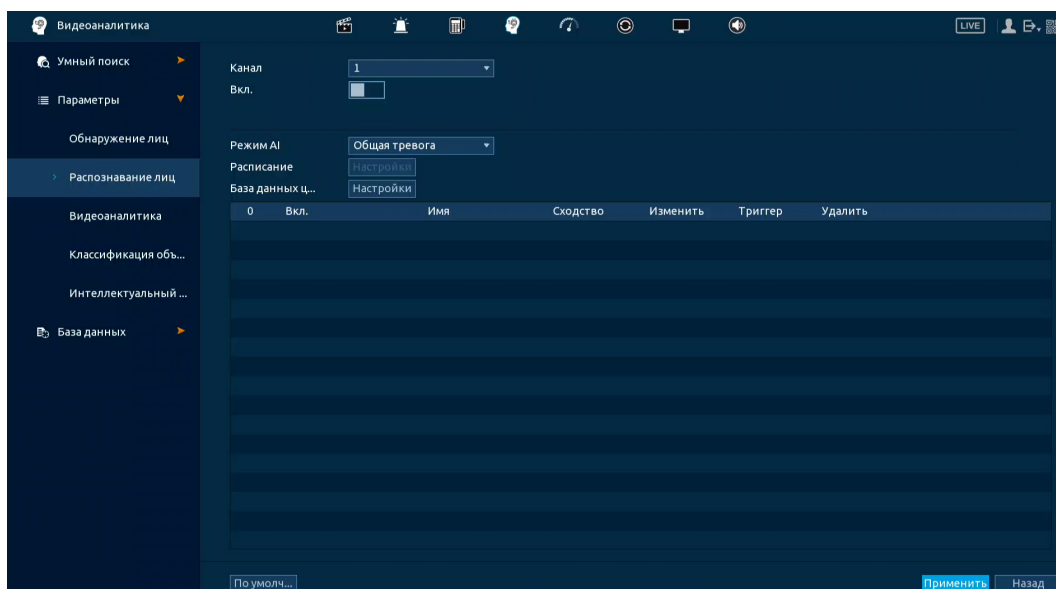 Видеоаналитика LIVE
Умный поиск
Параметры
Обнаружение лиц
Распознавание лиц
Видеоаналитика
Классификация объ...
Интеллектуальный ...
База данных
Канал 1
Вкл.
Режим AI Общая тревога
Расписание Настройки
База данных ц... Настройки
0 Вкл. Имя Сходство Изменить Триггер Удалить
По умолч... Применить Назад